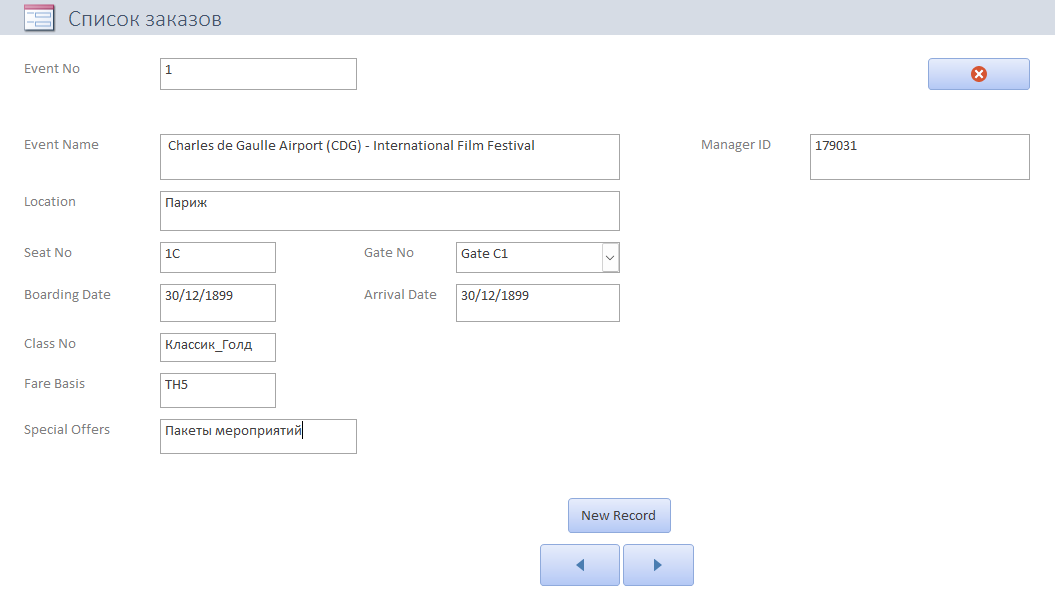 Список заказов
Event No 1
Event Name Charles de Gaulle Airport (CDG) - International Film Festival Manager ID 179031
Location Париж
Seat No 1C Gate No Gate C1
Boarding Date 30/12/1899 Arrival Date 30/12/1899
Class No Классик_Голд
Fare Basis TH5
Special Offers Пакеты мероприятий
New Record